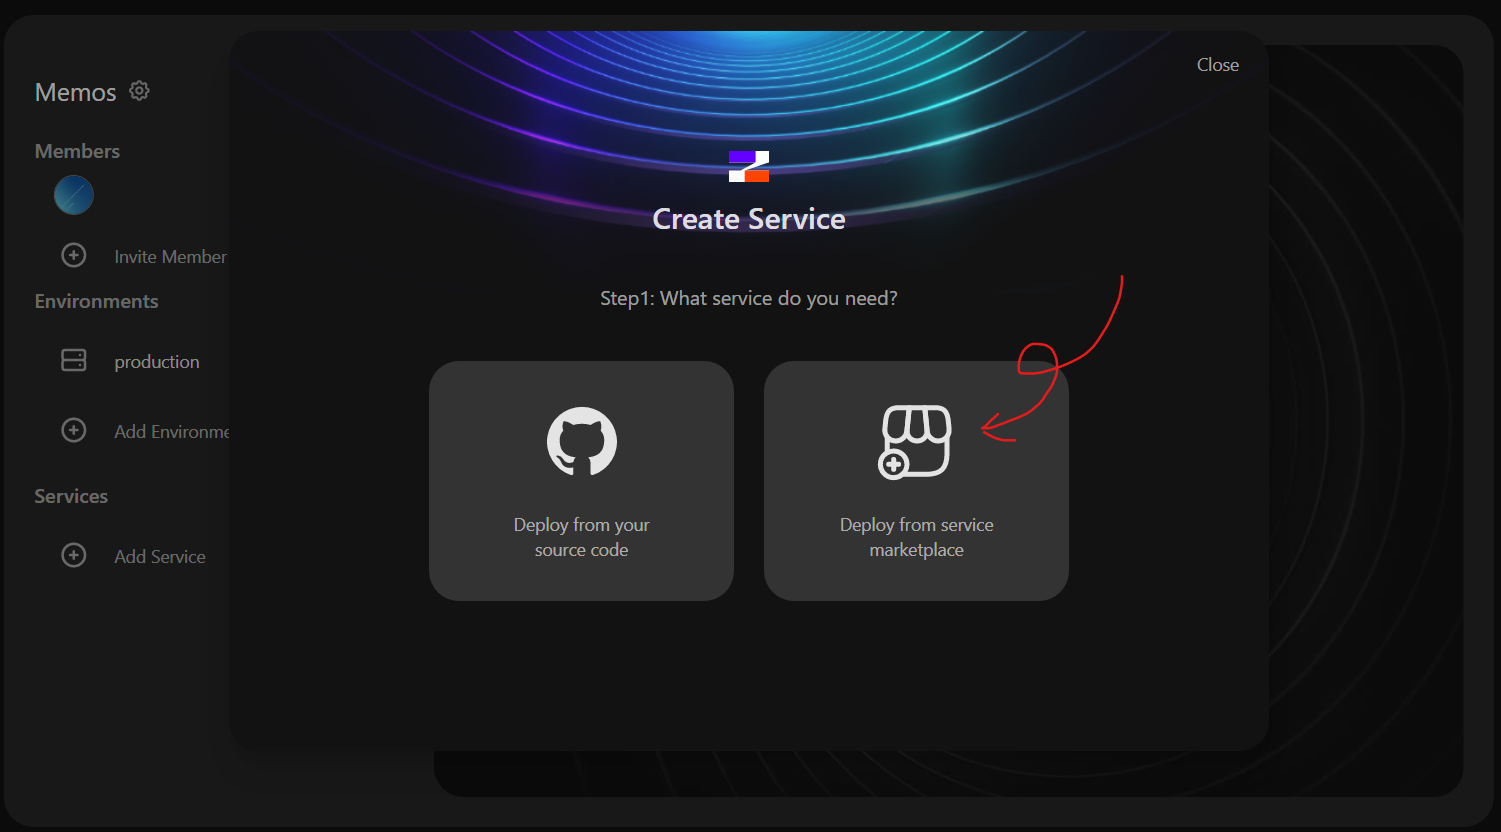 Close
Memos
Members
Invite Member
Environments
production
Add Environme
Services
Add Service
Create Service
Step1: What service do you need?
Deploy from your
source code
Deploy from service
marketplace